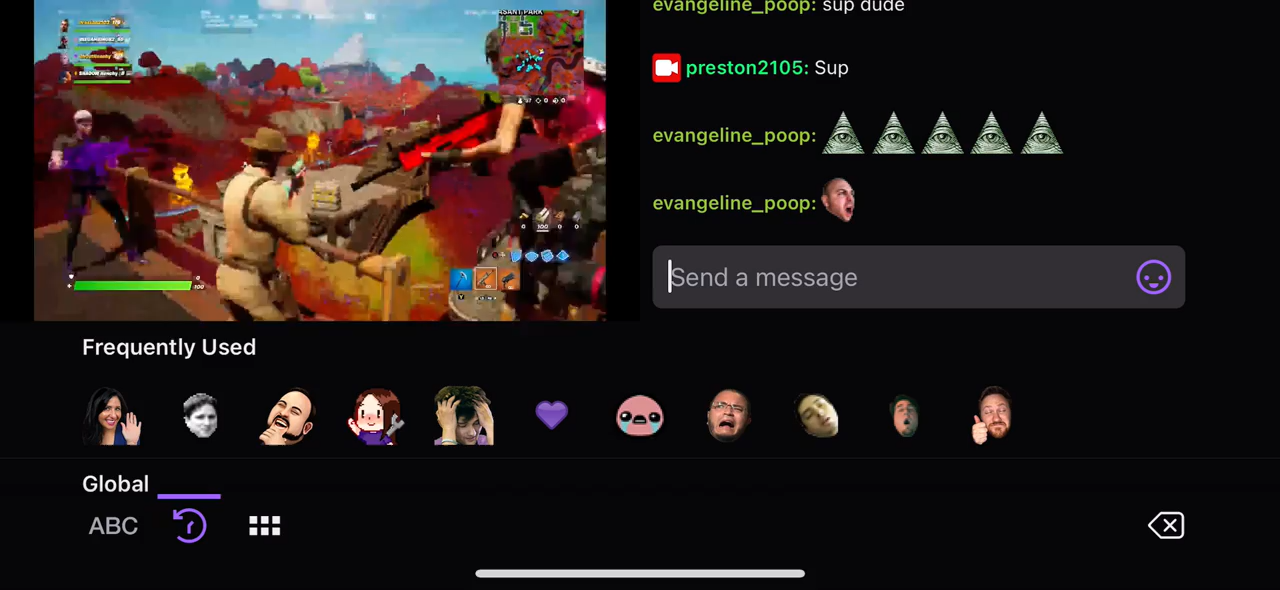 evangeline_poop: sup dude
preston2105: Sup
evangeline_poop:
evangeline_poop:
Send a message
Frequently Used
Global
ABC